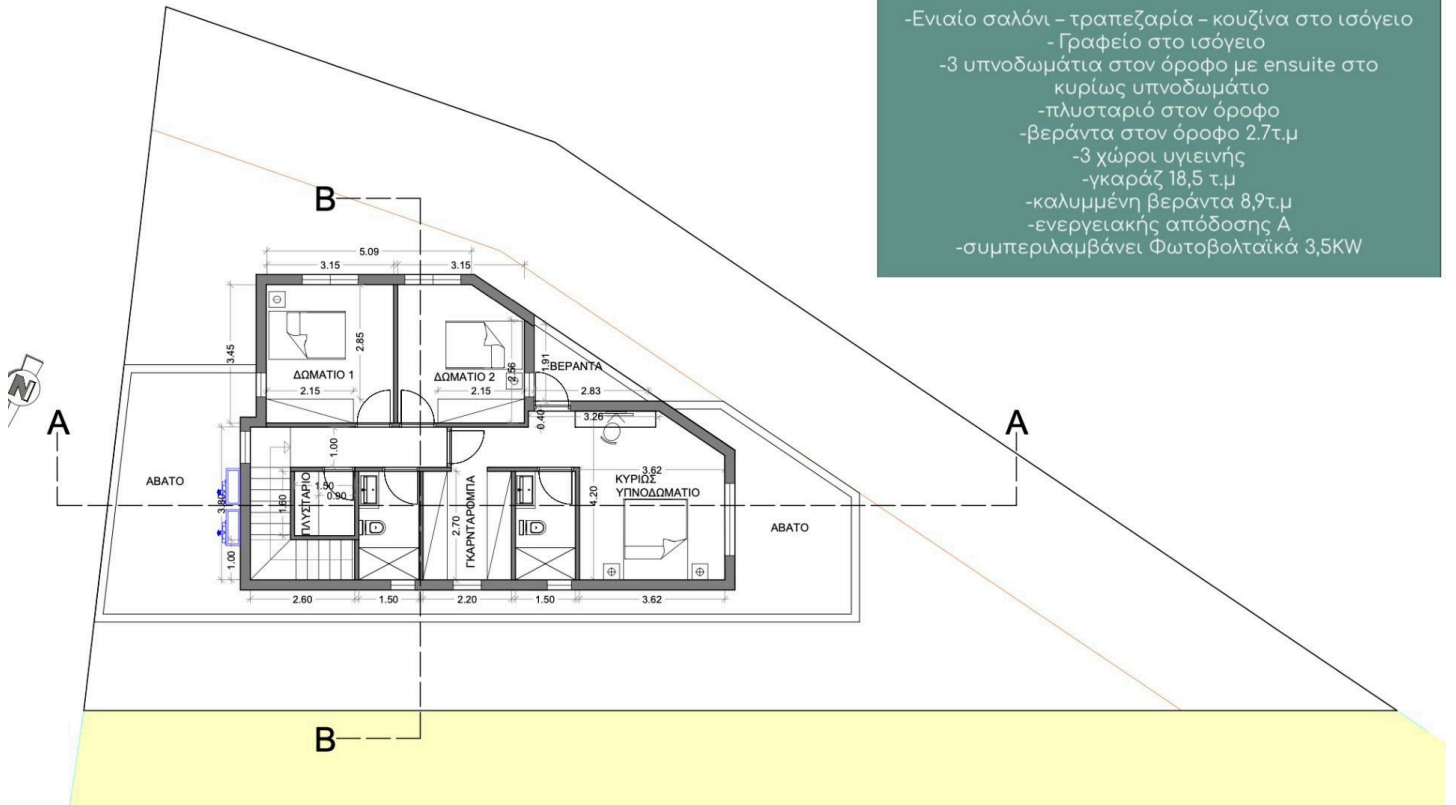 -Ενιαίο σαλόνι – τραπεζαρία – κουζίνα στο ισόγειο
- Γραφείο στο ισόγειο
-3 υπνοδωμάτια στον όροφο με ensuite στο
κυρίως υπνοδωμάτιο
-πλυσταριό στον όροφο
-βεράντα στον όροφο 2.7τ.μ
-3 χώροι υγιεινής
-γκαράζ 18,5 τ.μ
-καλυμμένη βεράντα 8,9τ.μ
-ενεργειακής απόδοσης Α
-συμπεριλαμβάνει Φωτοβολταϊκά 3,5KW
B
5.09
3.15 3.15
3.45
2.85
ΔΩΜΑΤΙΟ 1
2.15
ΔΩΜΑΤΙΟ 2
2.15
2.56
1.91
ΒΕΡΑΝΤΑ
2.83
N
A
A
0.40
3.26
1.00
ΑΒΑΤΟ
3.80
1.60
ΠΛΥΣΤΑΡΙΟ
1.50
0.90
2.70
ΓΚΑΡΝΤΑΡΟΜΠΑ
4.20
3.62
ΚΥΡΙΩΣ
ΥΠΝΟΔΩΜΑΤΙΟ
ΑΒΑΤΟ
1.00
2.60 1.50 2.20 1.50 3.62
B